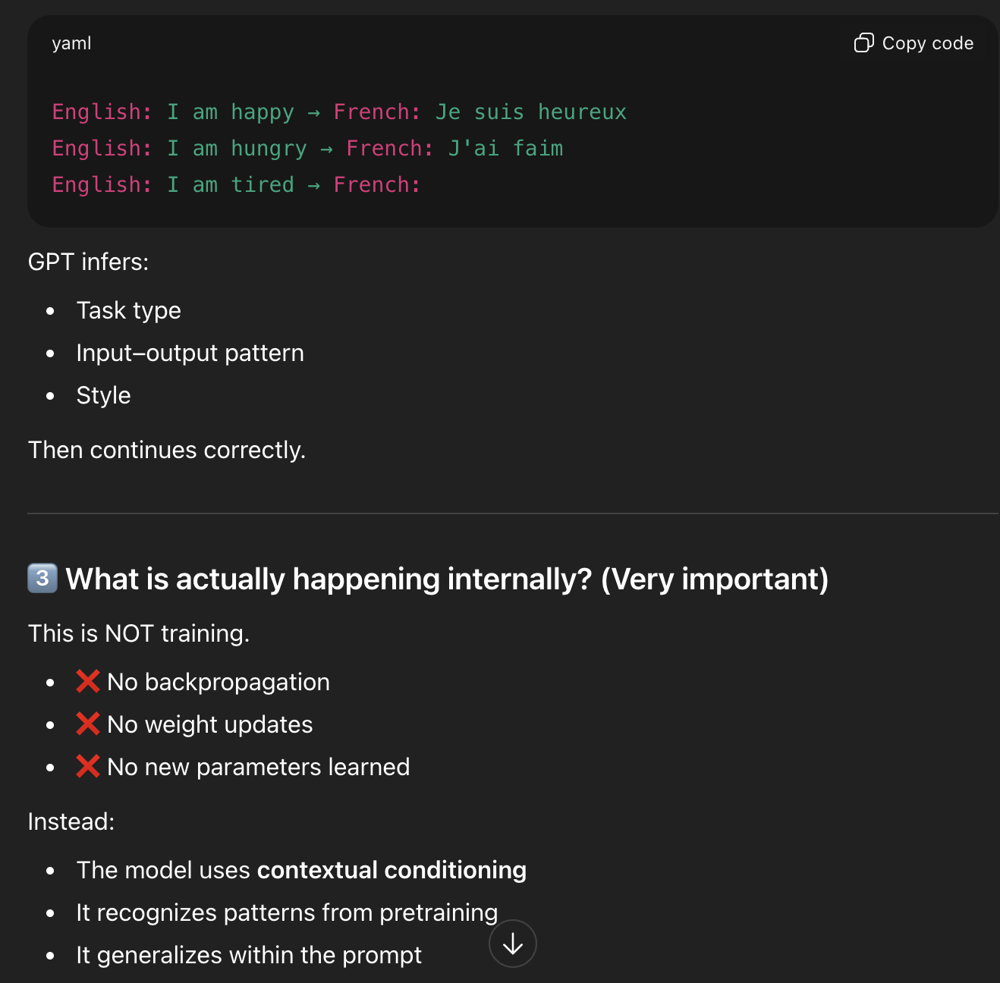 yaml
Copy code
English: I am happy → French: Je suis heureux
English: I am hungry → French: J'ai faim
English: I am tired → French:
GPT infers:
• Task type
• Input–output pattern
• Style
Then continues correctly.
3️⃣ What is actually happening internally? (Very important)
This is NOT training.
• ❌ No backpropagation
• ❌ No weight updates
• ❌ No new parameters learned
Instead:
• The model uses contextual conditioning
• It recognizes patterns from pretraining
• It generalizes within the prompt